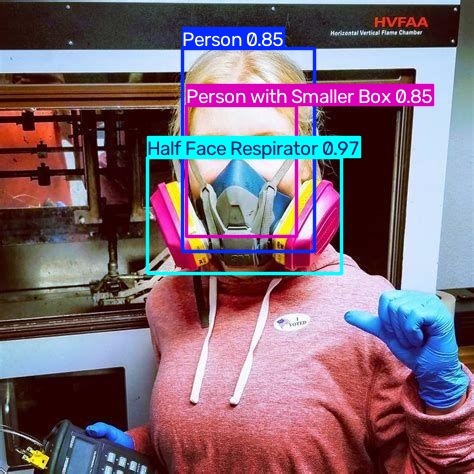 HVFAA
Horizontal Vertical Flame Chamber
Person 0.85
Person with Smaller Box 0.85
Half Face Respirator 0.97
I
VOTED